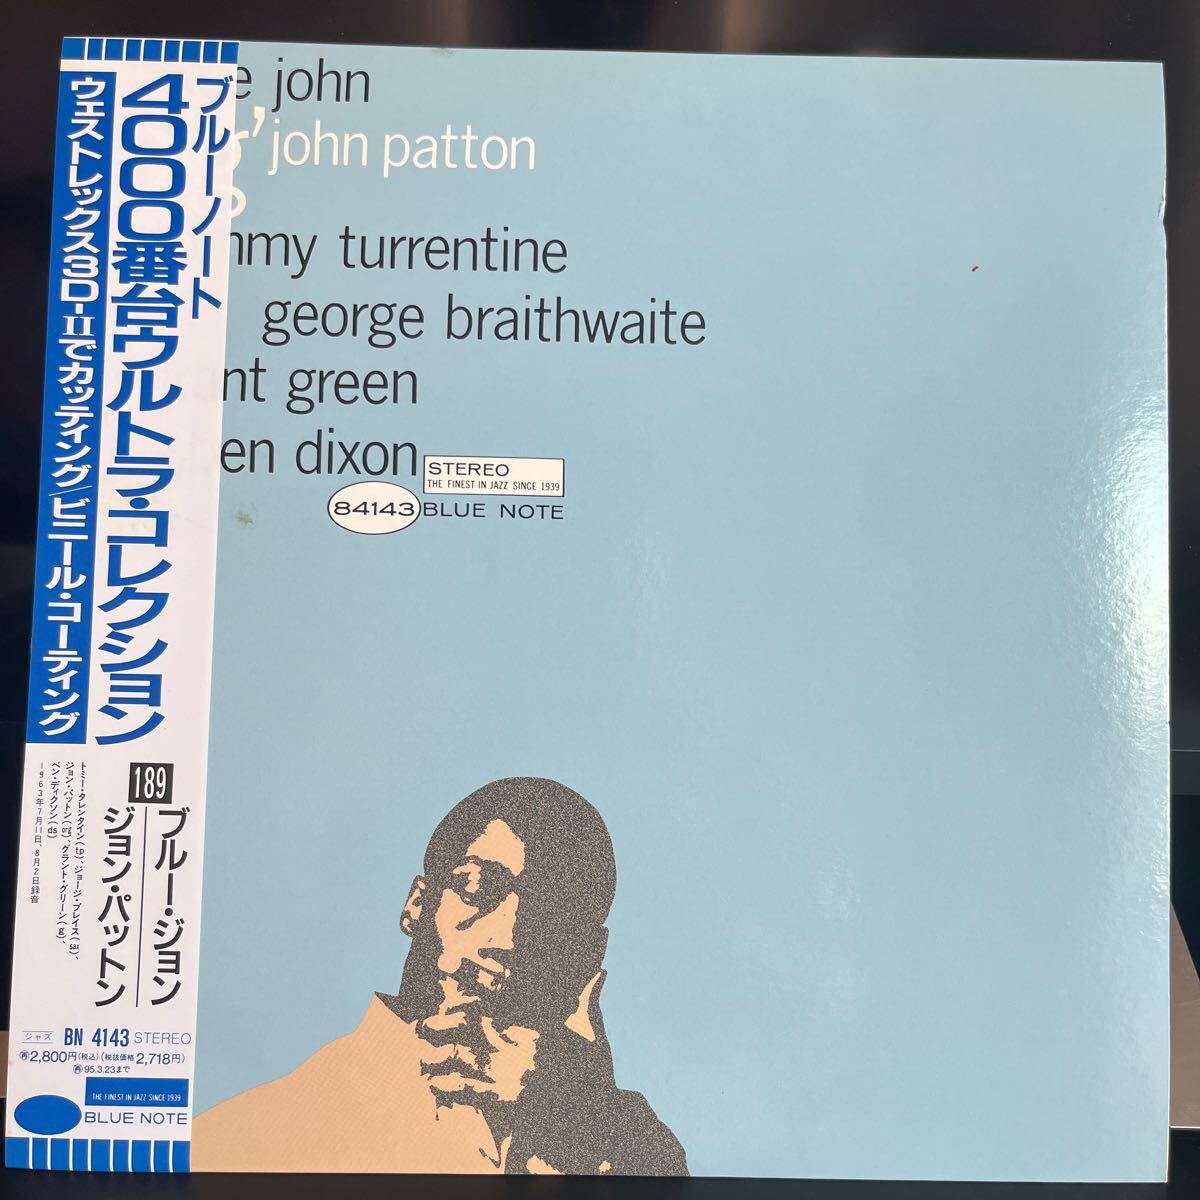 ブルーノート
4000番台ウルトラ・コレクション
ウェストレックス3D-IIでカッティング/ビニール・コーティング
189
ブルー・ジョン
ジョン・パットン
トミー・タレンタイン(tp)、ジョージ・ブレイス(sax)、
ジョン・パットン(org)、グラント・グリーン(g)、
ベン・ディクソン(ds)
1963年7月11日、8月2日録音
ジャズ BN 4143 STEREO
再2,800円(税込)(税抜価格2,718円)
再95.3.23まで
THE FINEST IN JAZZ SINCE 1939
BLUE NOTE
e john
' john patton
mmy turrentine
george braithwaite
nt green
en dixon
STEREO
THE FINEST IN JAZZ SINCE 1939
84143 BLUE NOTE